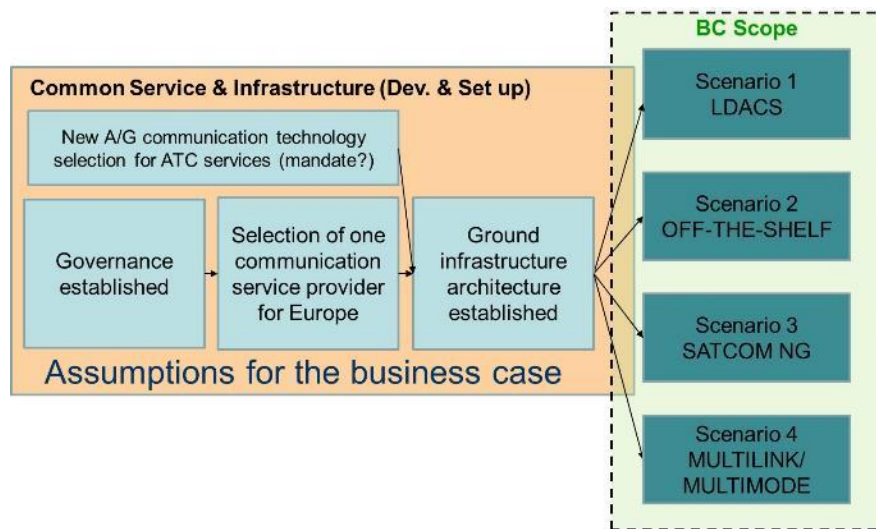 BC Scope
Common Service & Infrastructure (Dev. & Set up)
New A/G communication technology
selection for ATC services (mandate?)
Governance
established
Selection of one
communication
service provider
for Europe
Ground
infrastructure
architecture
established
Assumptions for the business case
Scenario 1
LDACS
Scenario 2
OFF-THE-SHELF
Scenario 3
SATCOM NG
Scenario 4
MULTILINK/
MULTIMODE